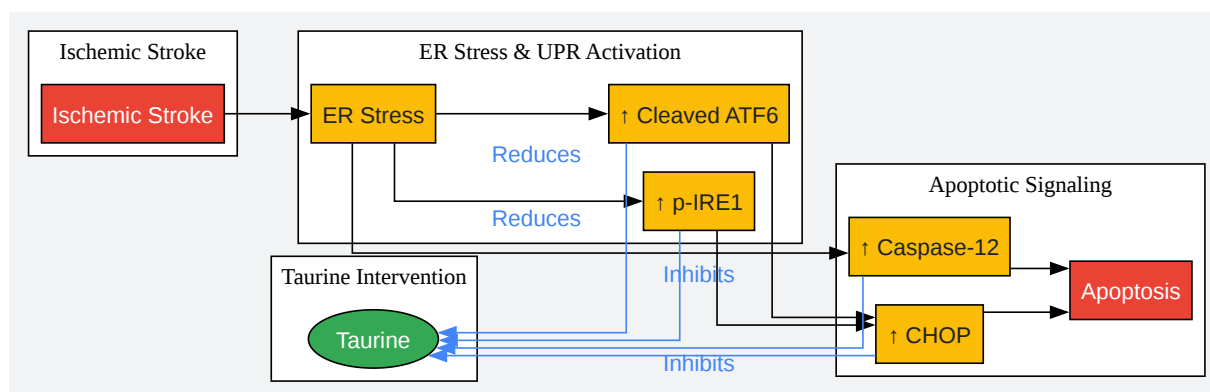 Ischemic Stroke
Ischemic Stroke
ER Stress & UPR Activation
ER Stress
↑ Cleaved ATF6
Reduces
↑ p-IRE1
Reduces
Apoptotic Signaling
↑ Caspase-12
Apoptosis
↑ CHOP
Taurine Intervention
Taurine
Inhibits
Inhibits